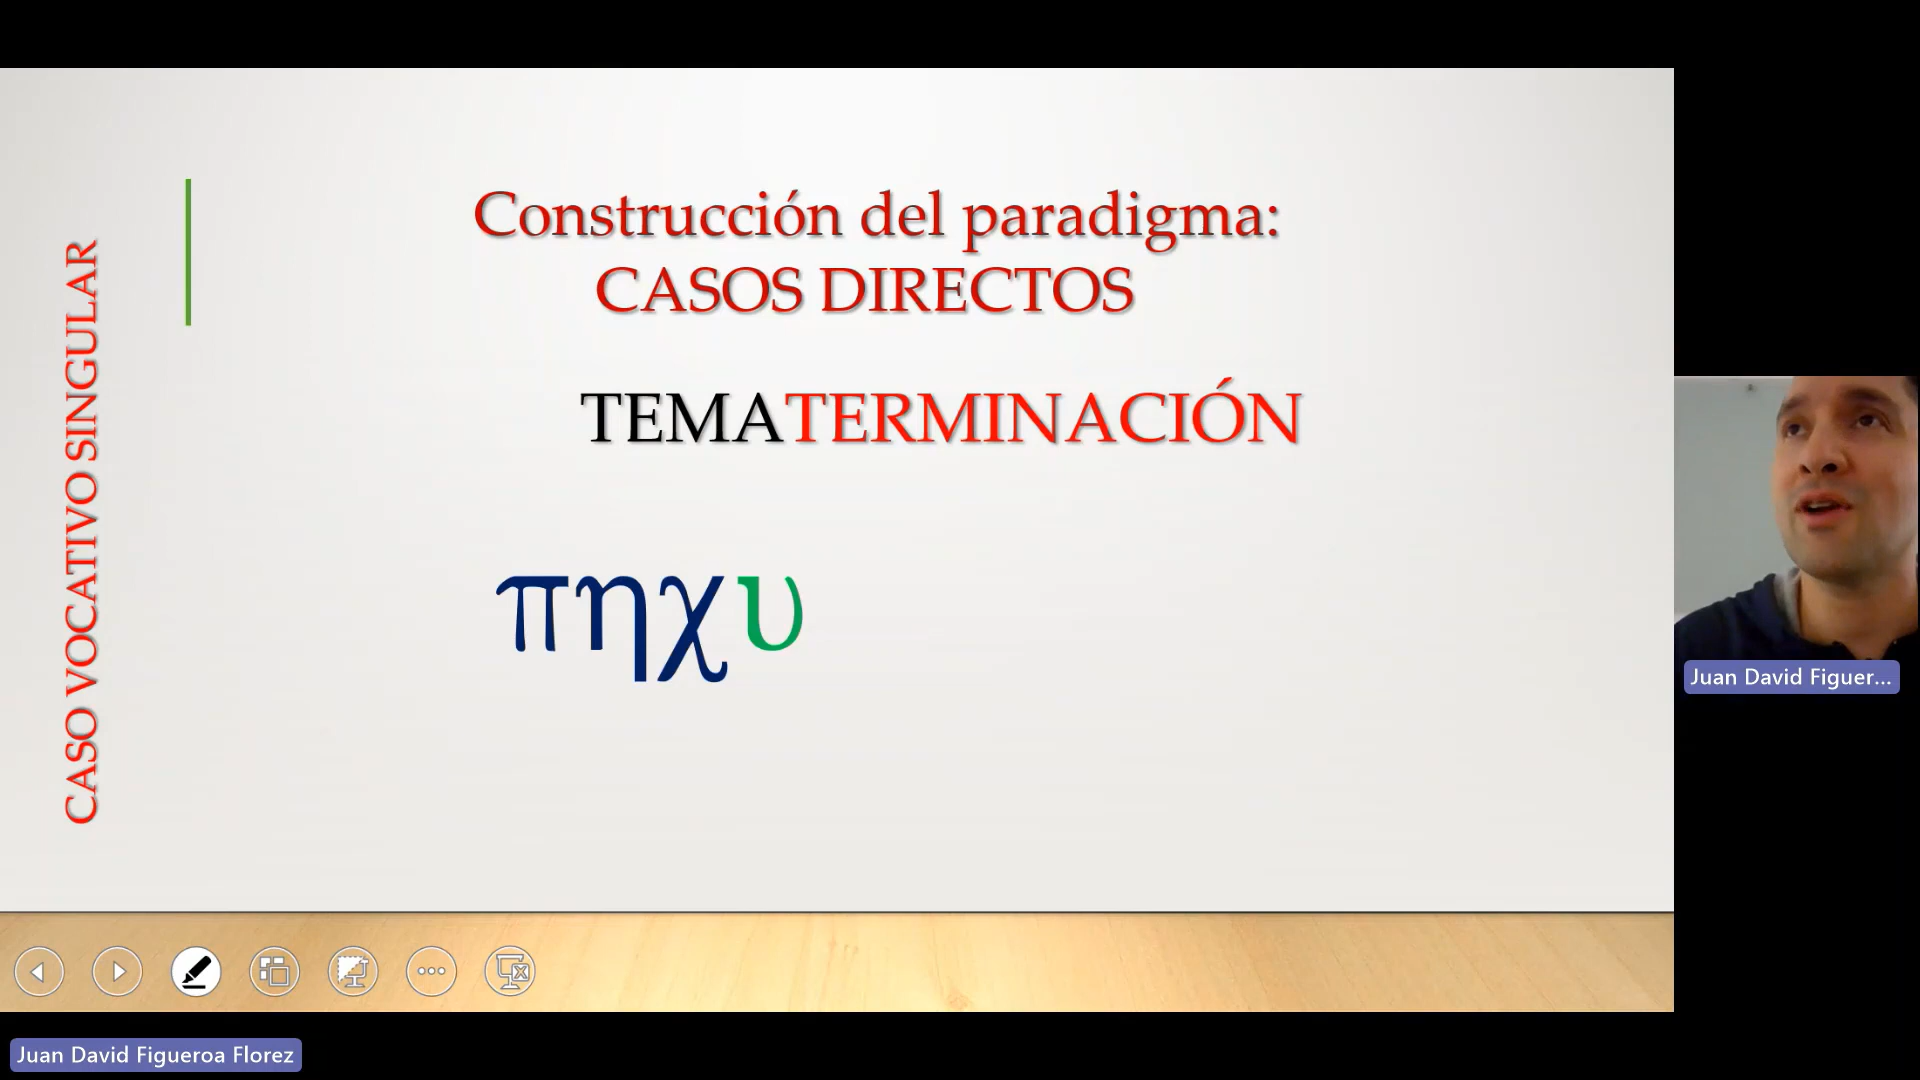 Construcción del paradigma:
CASOS DIRECTOS
TEMATERMINACIÓN
CASO VOCATIVO SINGULAR
πηχυ
Juan David Figuer...
Juan David Figueroa Florez